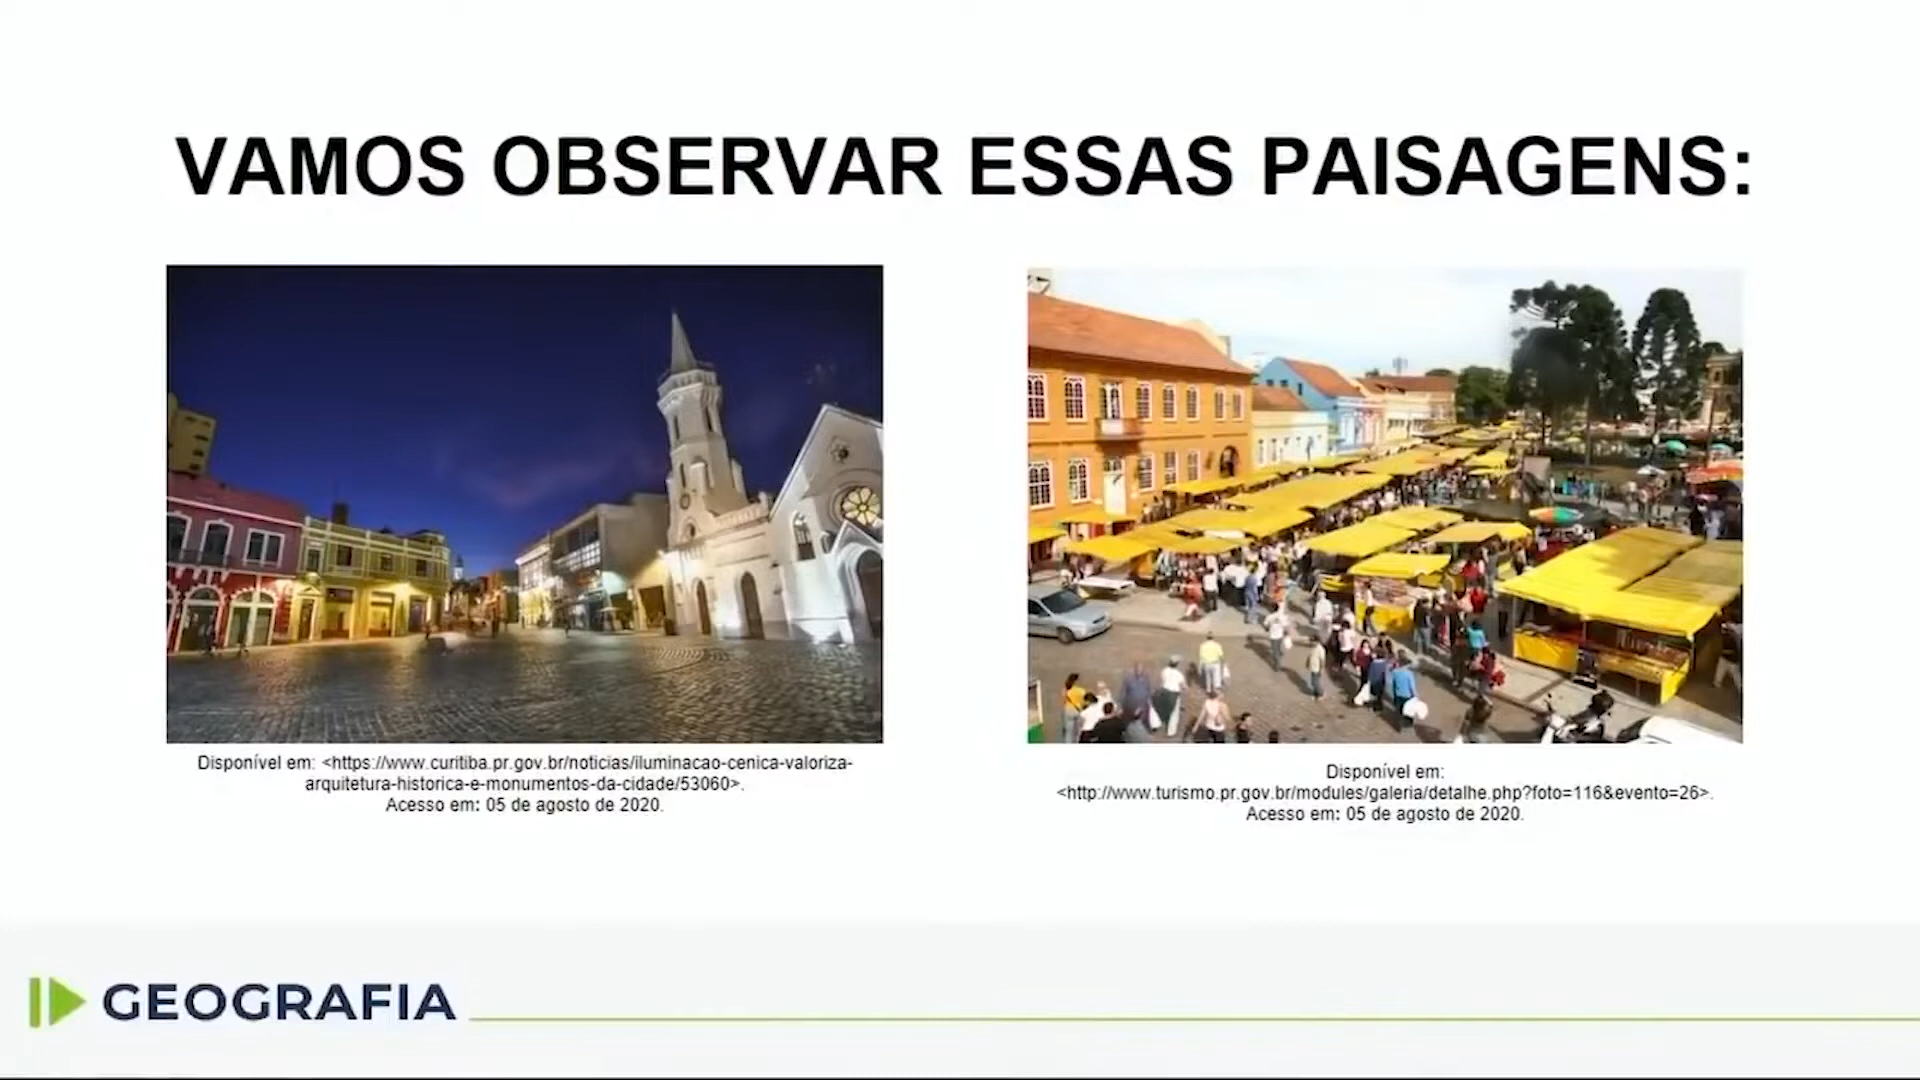 VAMOS OBSERVAR ESSAS PAISAGENS:
Disponível em: <https://www.curitiba.pr.gov.br/noticias/iluminacao-cenica-valoriza-
arquitetura-historica-e-monumentos-da-cidade/53060>.
Acesso em: 05 de agosto de 2020.
Disponível em:
<http://www.turismo.pr.gov.br/modules/galeria/detalhe.php?foto=116&evento=26>.
Acesso em: 05 de agosto de 2020.
GEOGRAFIA